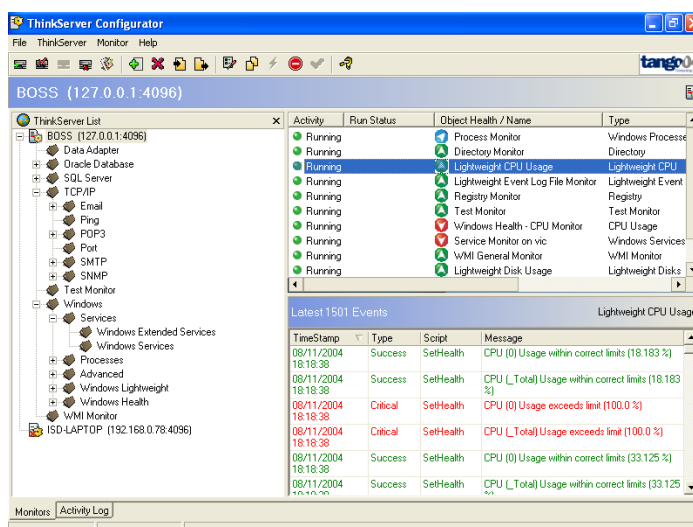 ThinkServer Configurator
File ThinkServer Monitor Help
BOSS (127.0.0.1:4096)
ThinkServer List
BOSS (127.0.0.1:4096)
Data Adapter
Oracle Database
SQL Server
TCP/IP
Email
Ping
POP3
Port
SMTP
SNMP
Test Monitor
Windows
Services
Windows Extended Services
Windows Services
Processes
Advanced
Windows Lightweight
Windows Health
WMI Monitor
ISD-LAPTOP (192.168.0.78:4096)
Activity Run Status Object Health / Name Type
Running Process Monitor Windows Processe
Running Directory Monitor Directory
Running Lightweight CPU Usage Lightweight CPU
Running Lightweight Event Log File Monitor Lightweight Event
Running Registry Monitor Registry
Running Test Monitor Test Monitor
Running Windows Health - CPU Monitor CPU Usage
Running Service Monitor on vic Windows Services
Running WMI General Monitor WMI Monitor
Running Lightweight Disk Usage Lightweight Disks
Latest 1501 Events Lightweight CPU Usag
TimeStamp Type Script Message
08/11/2004 Success SetHealth CPU (0) Usage within correct limits (18.183 %)
18:18:38
08/11/2004 Success SetHealth CPU (_Total) Usage within correct limits (18.183
18:18:38 %)
08/11/2004 Critical SetHealth CPU (0) Usage exceeds limit (100.0 %)
18:18:38
08/11/2004 Critical SetHealth CPU (_Total) Usage exceeds limit (100.0 %)
18:18:38
08/11/2004 Success SetHealth CPU (0) Usage within correct limits (33.125 %)
18:18:38
08/11/2004 Success SetHealth CPU (_Total) Usage within correct limits (33.125
Monitors Activity Log